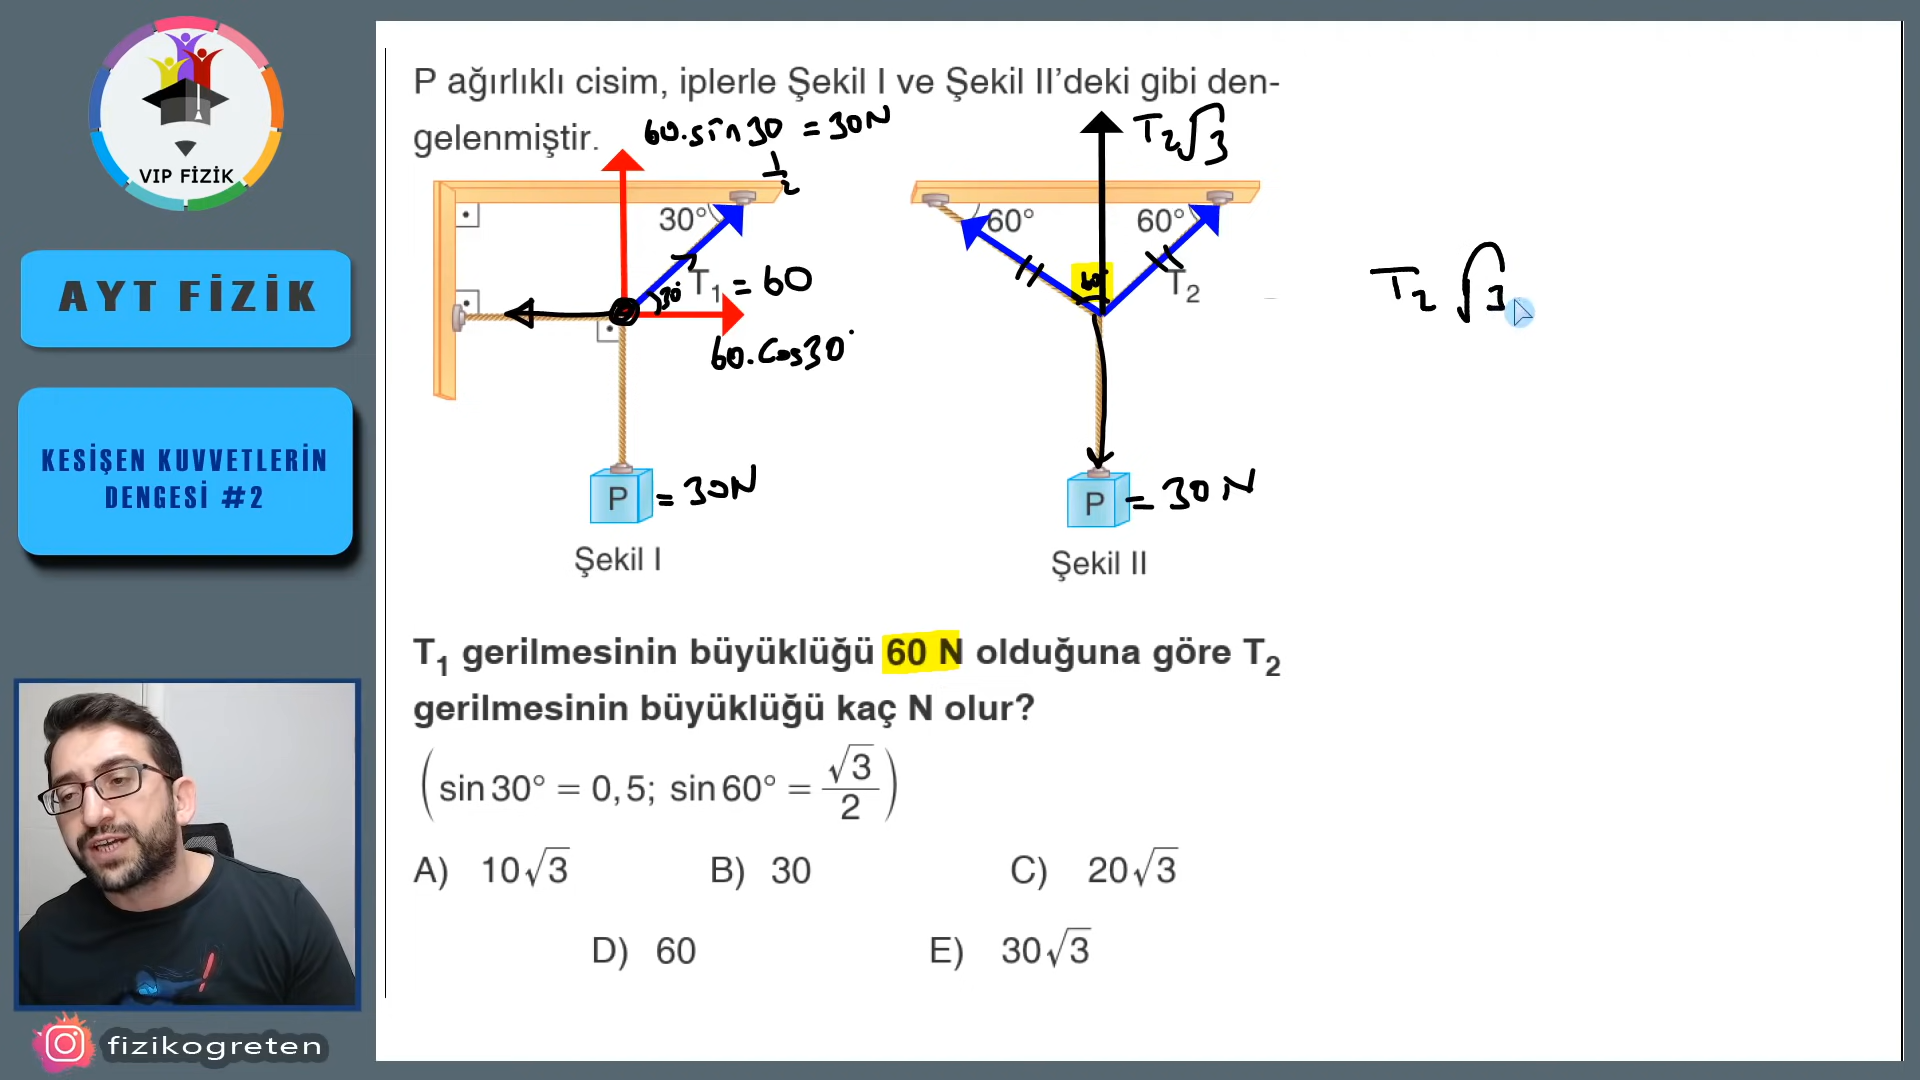 VIP FİZİK
AYT FİZİK
KESİŞEN KUVVETLERİN
DENGESİ #2
fizikogreten
P ağırlıklı cisim, iplerle Şekil I ve Şekil II'deki gibi den-
gelenmiştir.
60.sin30 = 30N
1/2
T₂√3
30°
60°
60°
T₁ = 60
30°
60°
T₂
60.Cos30°
T₂√3
P = 30N
P = 30N
Şekil I
Şekil II
T₁ gerilmesinin büyüklüğü 60 N olduğuna göre T₂
gerilmesinin büyüklüğü kaç N olur?
(sin 30° = 0,5; sin 60° = √3/2)
A) 10√3 B) 30 C) 20√3
D) 60 E) 30√3